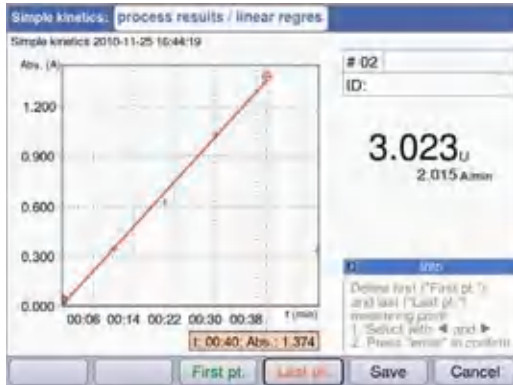 Simple kinetics: process results / linear regres
Simple kinetics 2010-11-25 16:44:19
Abs. (A)
# 02
ID:
1.200
0.900
0.600
0.300
0.000
3.023 U
2.015 A/min
00:06 00:14 00:22 00:30 00:38 t (min)
t: 00:40; Abs.: 1.374
Info
Define first ("First pt.")
and last ("Last pt.")
measuring point
1. Select with ◀ and ▶
2. Press "enter" to confirm
First pt.
Last pt.
Save
Cancel